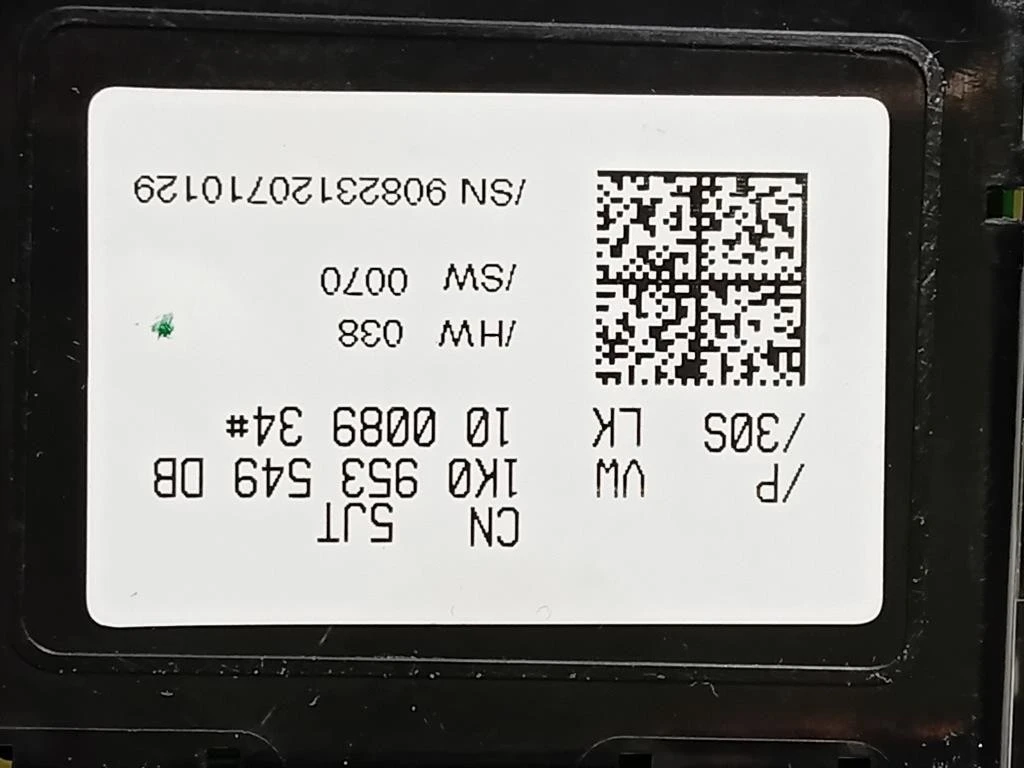 CN 5JT
/P VW 1K0 953 549 DB
/30S LK 10 0089 34#
/HW 038
/SW 0070
/SN 90823120710129